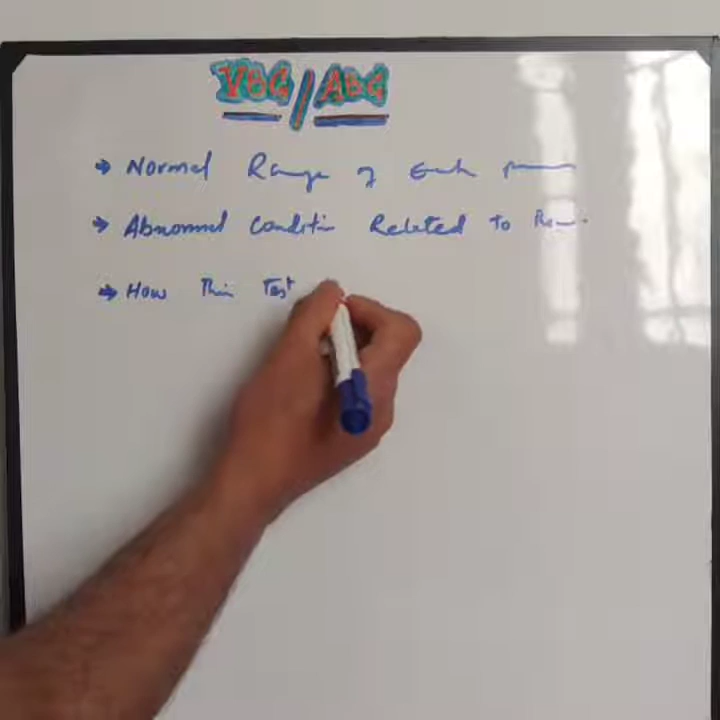 VBG/ABG
→ Normal Range of Each
→ Abnormal Condition Related to
→ How This Test